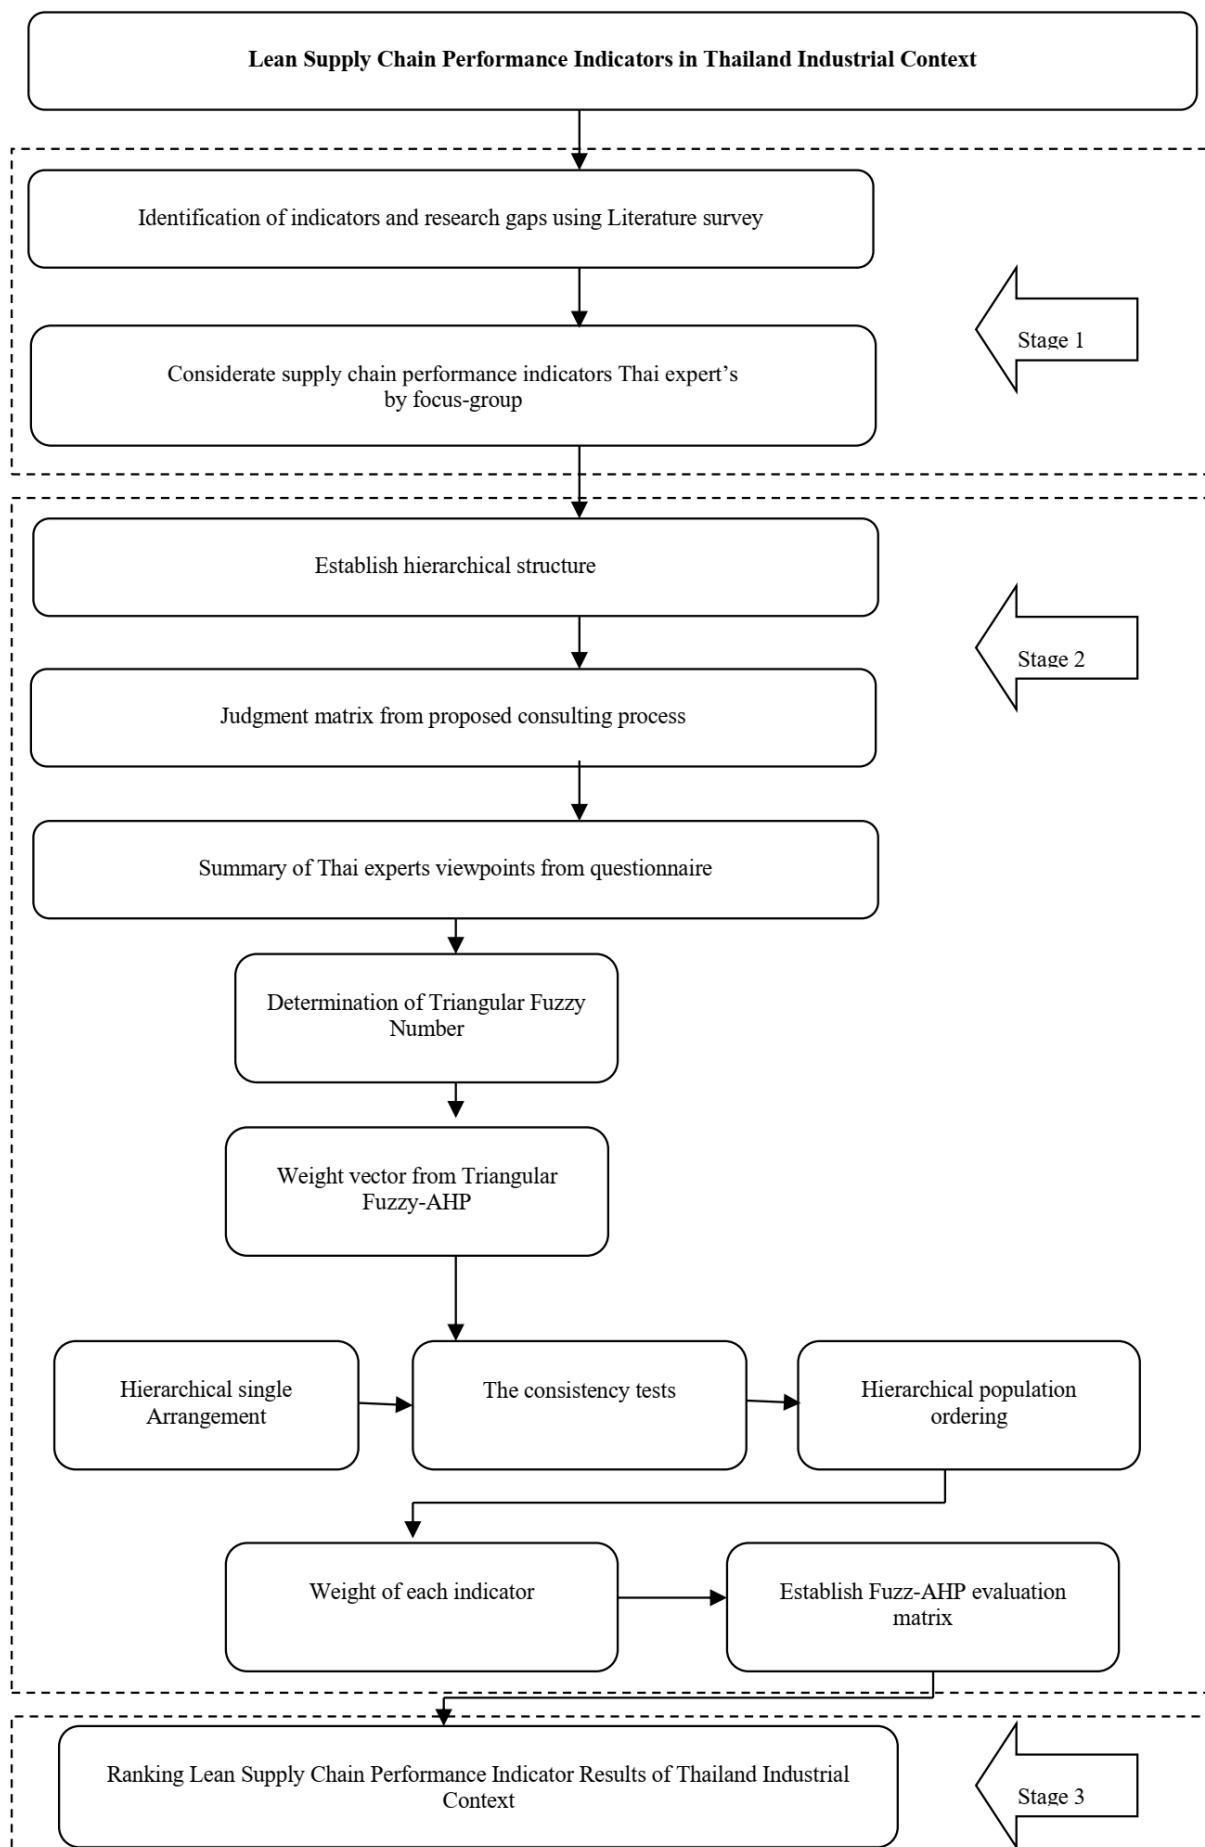 Lean Supply Chain Performance Indicators in Thailand Industrial Context
Identification of indicators and research gaps using Literature survey
Stage 1
Considerate supply chain performance indicators Thai expert’s
by focus-group
Establish hierarchical structure
Stage 2
Judgment matrix from proposed consulting process
Summary of Thai experts viewpoints from questionnaire
Determination of Triangular Fuzzy
Number
Weight vector from Triangular
Fuzzy-AHP
Hierarchical single
Arrangement
The consistency tests
Hierarchical population
ordering
Weight of each indicator
Establish Fuzz-AHP evaluation
matrix
Ranking Lean Supply Chain Performance Indicator Results of Thailand Industrial
Context
Stage 3